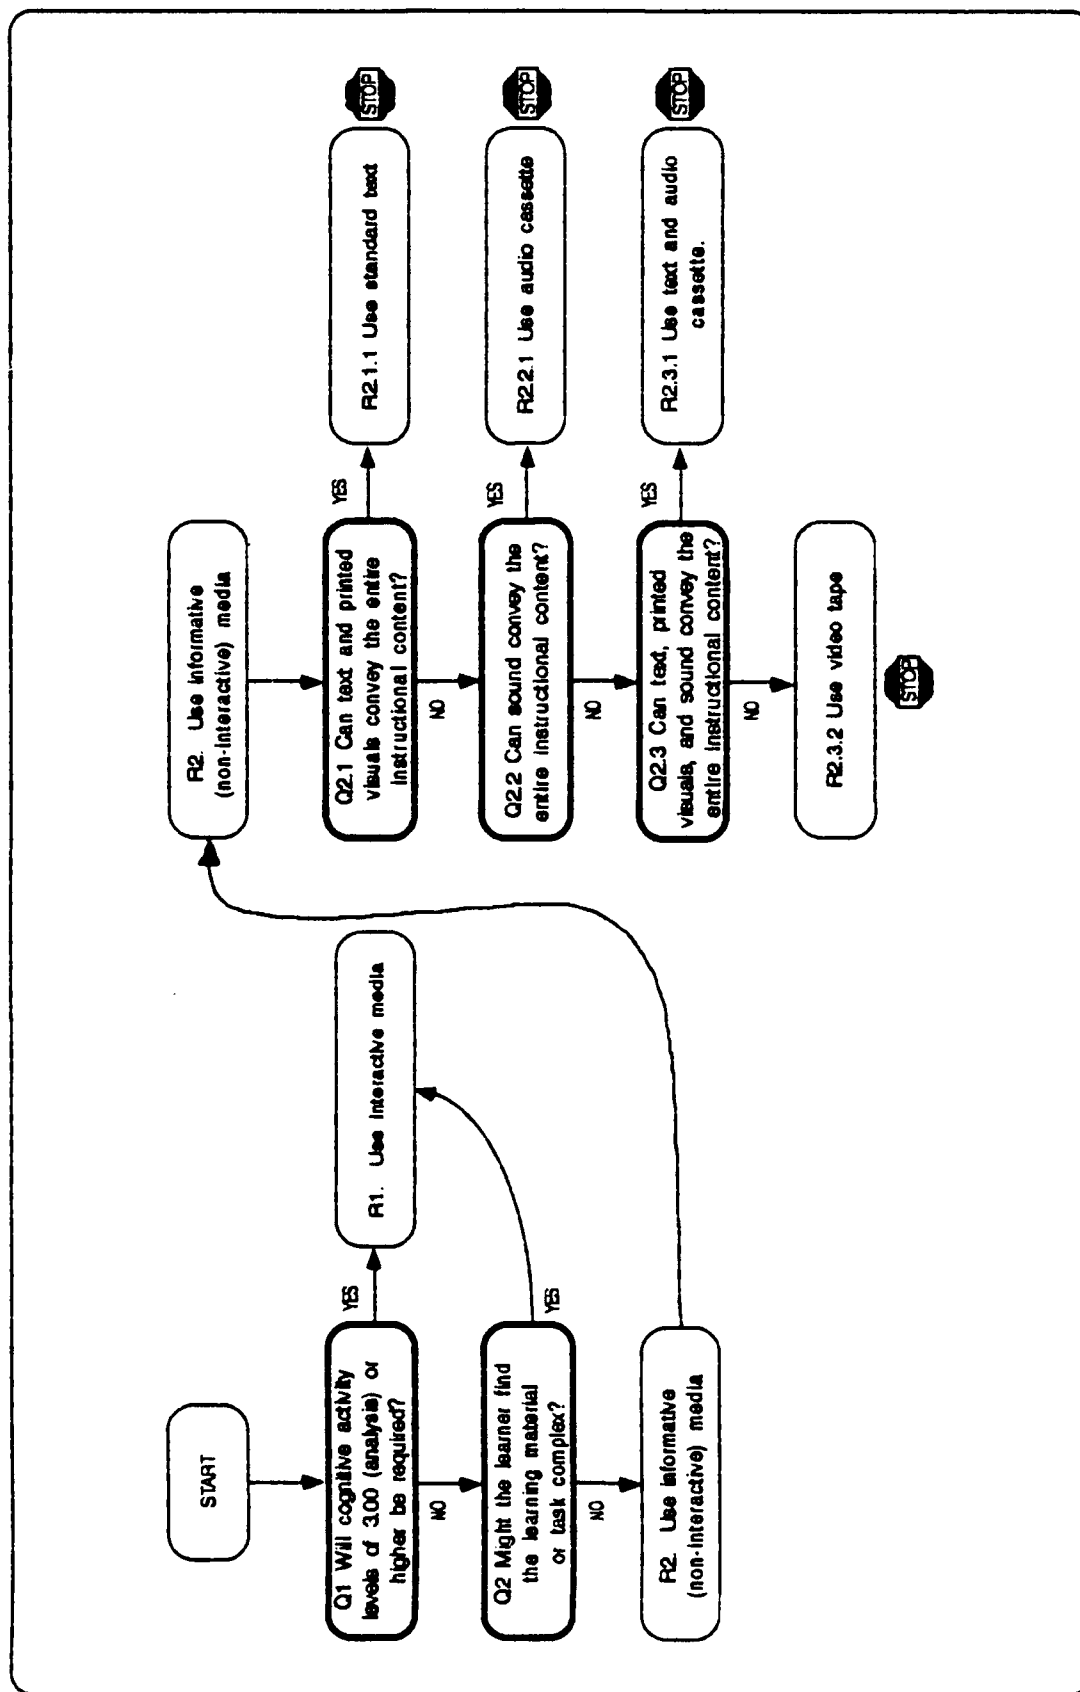 START
Q1 Will cognitive activity
levels of 3.00 (analysis) or
higher be required?
YES
R1. Use interactive media
NO
Q2 Might the learner find
the learning material
or task complex?
YES
NO
R2. Use informative
(non-interactive) media
R2. Use informative
(non-interactive) media
Q2.1 Can text and printed
visuals convey the entire
instructional content?
YES
R2.1.1 Use standard text
STOP
NO
Q2.2 Can sound convey the
entire instructional content?
YES
R2.2.1 Use audio cassette
STOP
NO
Q2.3 Can text, printed
visuals, and sound convey the
entire instructional content?
YES
R2.3.1 Use text and audio
cassette.
STOP
NO
R2.3.2 Use video tape
STOP